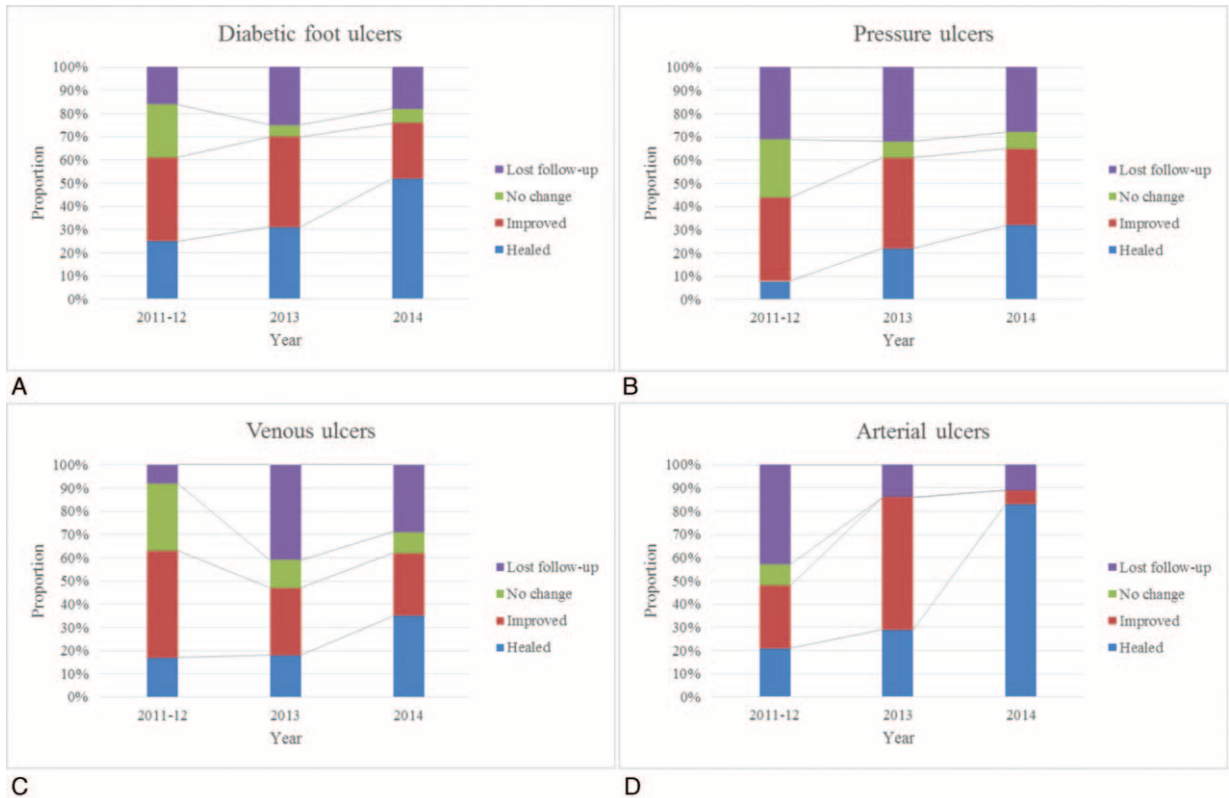 Diabetic foot ulcers
100%
90%
80%
70%
60%
50%
40%
30%
20%
10%
0%
Proportion
2011-12 2013 2014
Year
Lost follow-up
No change
Improved
Healed
A
Pressure ulcers
100%
90%
80%
70%
60%
50%
40%
30%
20%
10%
0%
Proportion
2011-12 2013 2014
Year
Lost follow-up
No change
Improved
Healed
B
Venous ulcers
100%
90%
80%
70%
60%
50%
40%
30%
20%
10%
0%
Proportion
2011-12 2013 2014
Year
Lost follow-up
No change
Improved
Healed
C
Arterial ulcers
100%
90%
80%
70%
60%
50%
40%
30%
20%
10%
0%
Proportion
2011-12 2013 2014
Year
Lost follow-up
No change
Improved
Healed
D